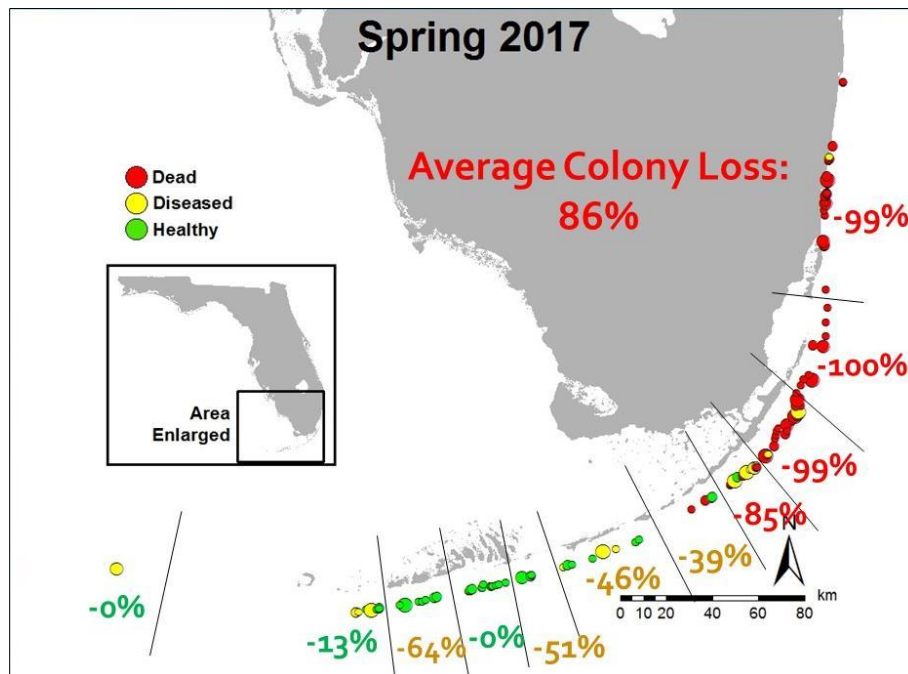 Spring 2017
Average Colony Loss:
86%
Dead
Diseased
Healthy
Area
Enlarged
-99%
-100%
-99%
-85%
N
-39%
-46%
-51%
-0%
-64%
-13%
-0%
km
0 10 20 40 60 80